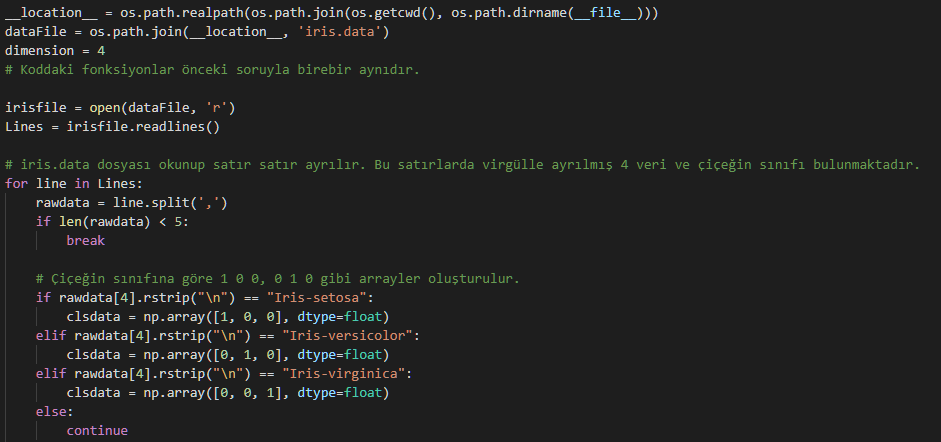 __location__ = os.path.realpath(os.path.join(os.getcwd(), os.path.dirname(__file__)))
dataFile = os.path.join(__location__, 'iris.data')
dimension = 4
# Koddaki fonksiyonlar önceki soruyla birebir aynıdır.

irisfile = open(dataFile, 'r')
Lines = irisfile.readlines()

# iris.data dosyası okunup satır satır ayrılır. Bu satırlarda virgülle ayrılmış 4 veri ve çiçeğin sınıfı bulunmaktadır.
for line in Lines:
    rawdata = line.split(',')
    if len(rawdata) < 5:
        break

    # Çiçeğin sınıfına göre 1 0 0, 0 1 0 gibi arrayler oluşturulur.
    if rawdata[4].rstrip("\n") == "Iris-setosa":
        clsdata = np.array([1, 0, 0], dtype=float)
    elif rawdata[4].rstrip("\n") == "Iris-versicolor":
        clsdata = np.array([0, 1, 0], dtype=float)
    elif rawdata[4].rstrip("\n") == "Iris-virginica":
        clsdata = np.array([0, 0, 1], dtype=float)
    else:
        continue